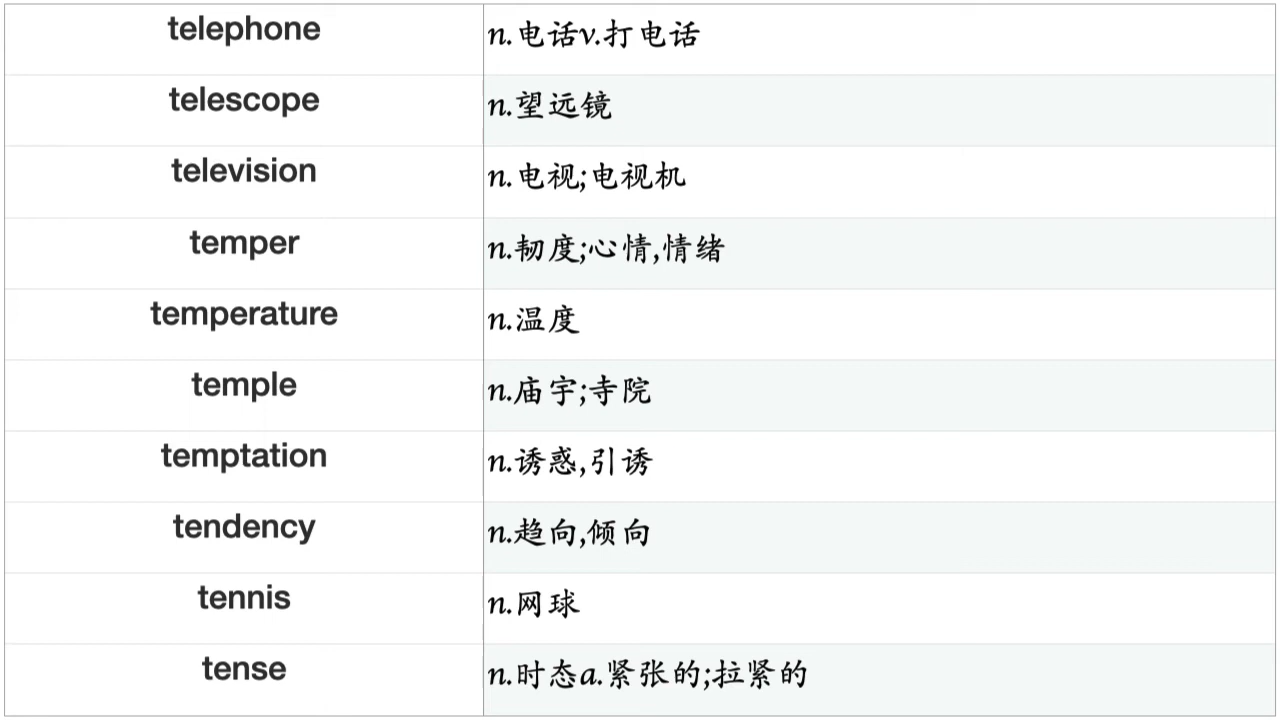 telephone n.电话v.打电话
telescope n.望远镜
television n.电视;电视机
temper n.韧度;心情,情绪
temperature n.温度
temple n.庙宇;寺院
temptation n.诱惑,引诱
tendency n.趋向,倾向
tennis n.网球
tense n.时态a.紧张的;拉紧的